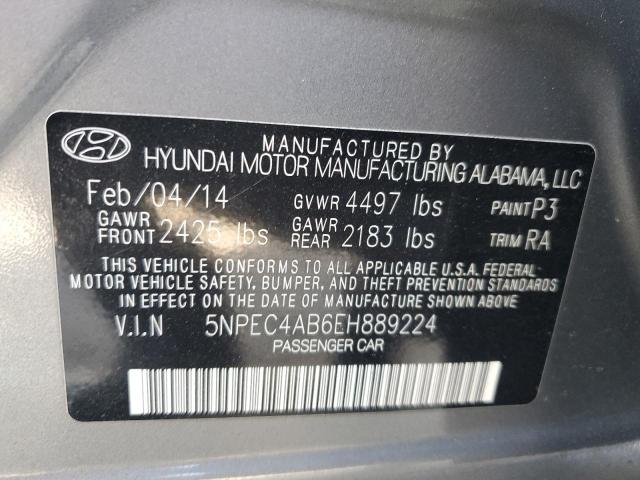 MANUFACTURED BY
HYUNDAI MOTOR MANUFACTURING ALABAMA, LLC
Feb/04/14 GVWR 4497 lbs PAINT P3
GAWR FRONT 2425 lbs GAWR REAR 2183 lbs TRIM RA
THIS VEHICLE CONFORMS TO ALL APPLICABLE U.S.A. FEDERAL
MOTOR VEHICLE SAFETY, BUMPER, AND THEFT PREVENTION STANDARDS
IN EFFECT ON THE DATE OF MANUFACTURE SHOWN ABOVE.
V.I.N 5NPEC4AB6EH889224
PASSENGER CAR